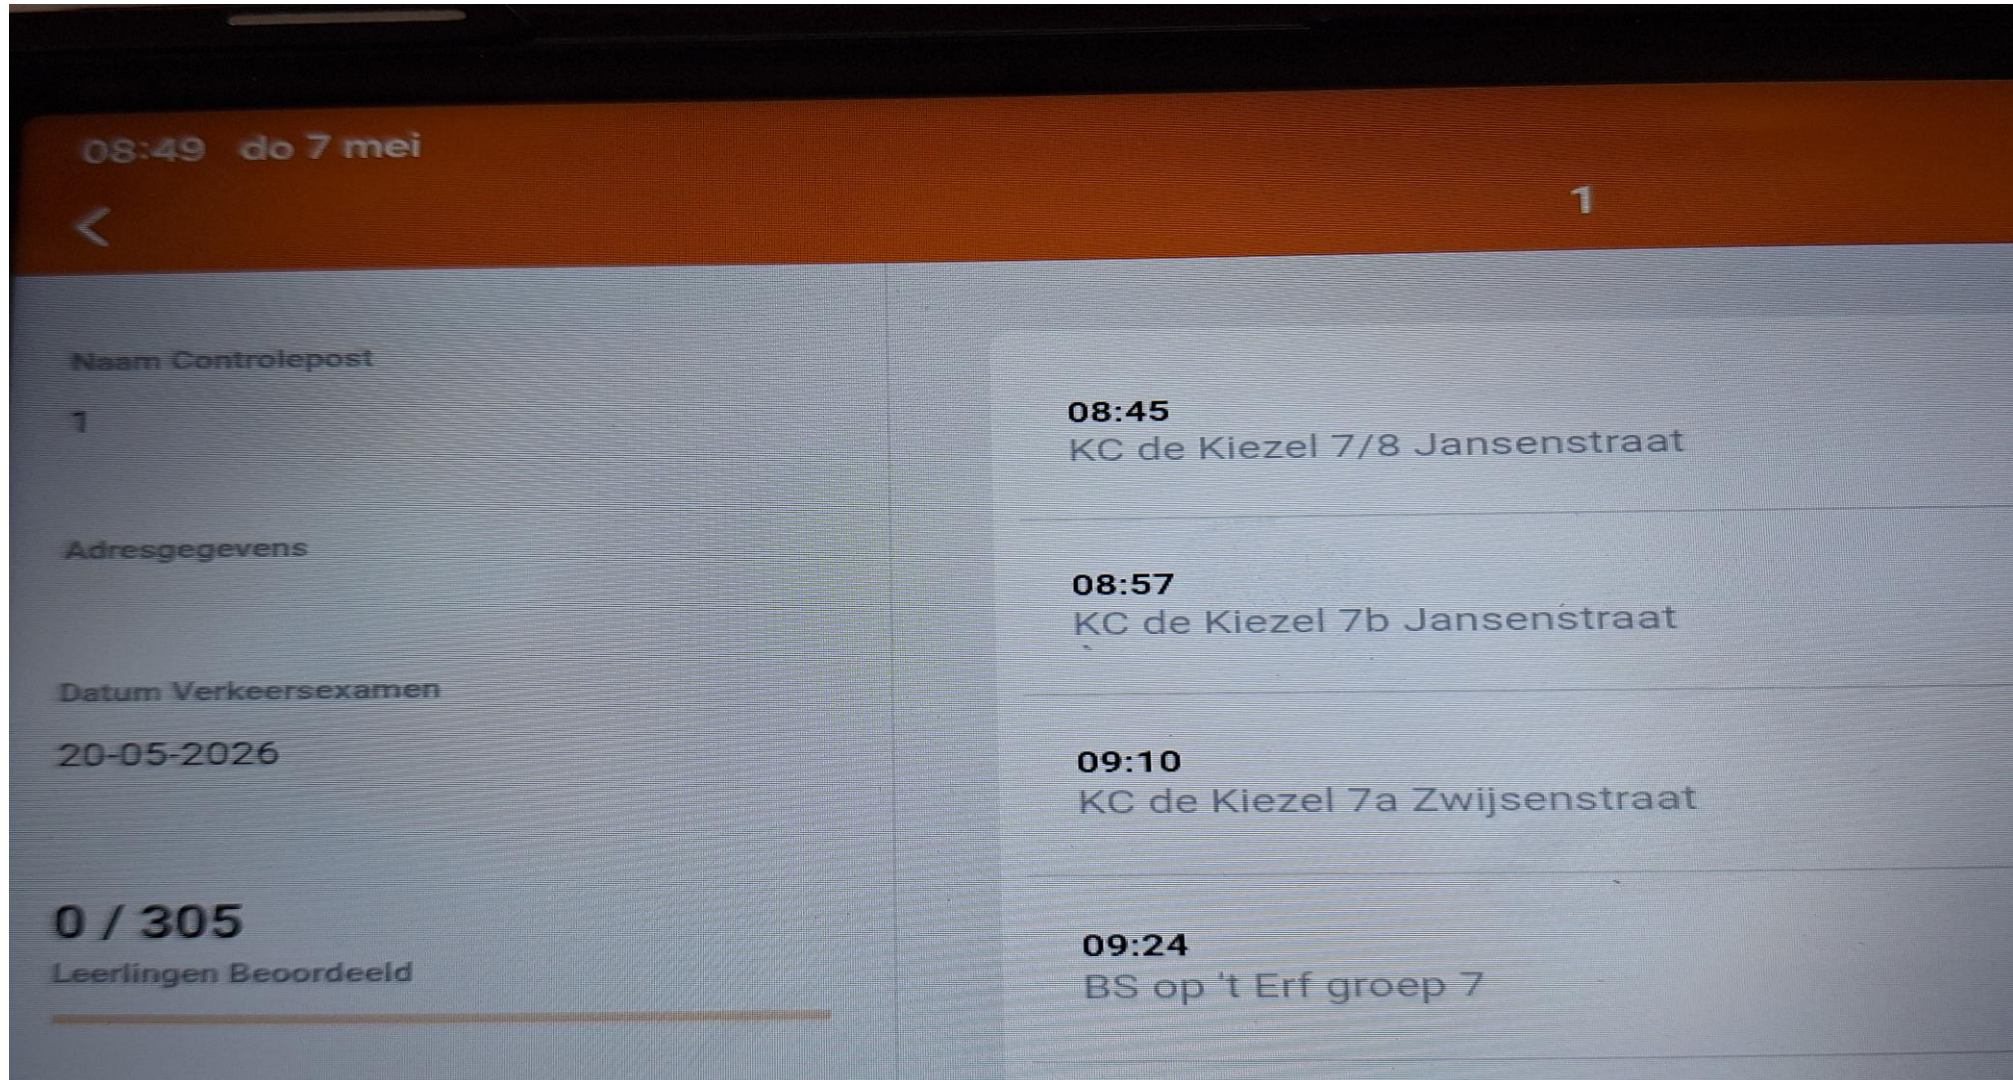 08:49 do 7 mei
<
1
Naam Controlepost
1
Adresgegevens
Datum Verkeersexamen
20-05-2026
0 / 305
Leerlingen Beoordeeld
08:45
KC de Kiezel 7/8 Jansenstraat
08:57
KC de Kiezel 7b Jansenstraat
09:10
KC de Kiezel 7a Zwijsenstraat
09:24
BS op 't Erf groep 7